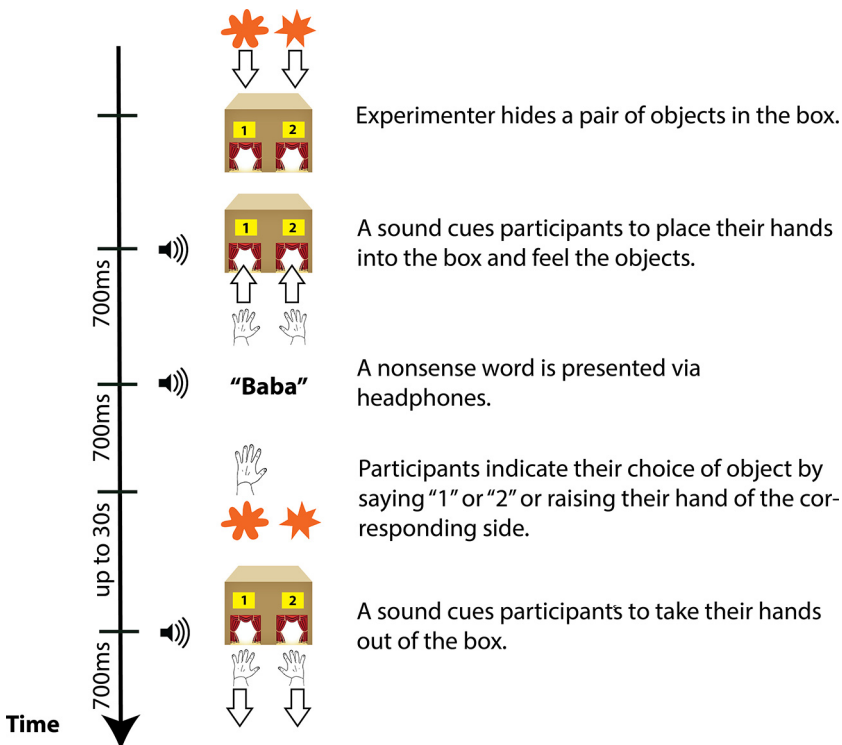 1 2
Experimenter hides a pair of objects in the box.
1 2
A sound cues participants to place their hands
into the box and feel the objects.
700ms
“Baba”
A nonsense word is presented via
headphones.
700ms
Participants indicate their choice of object by
saying “1” or “2” or raising their hand of the cor-
responding side.
up to 30s
1 2
A sound cues participants to take their hands
out of the box.
700ms
Time